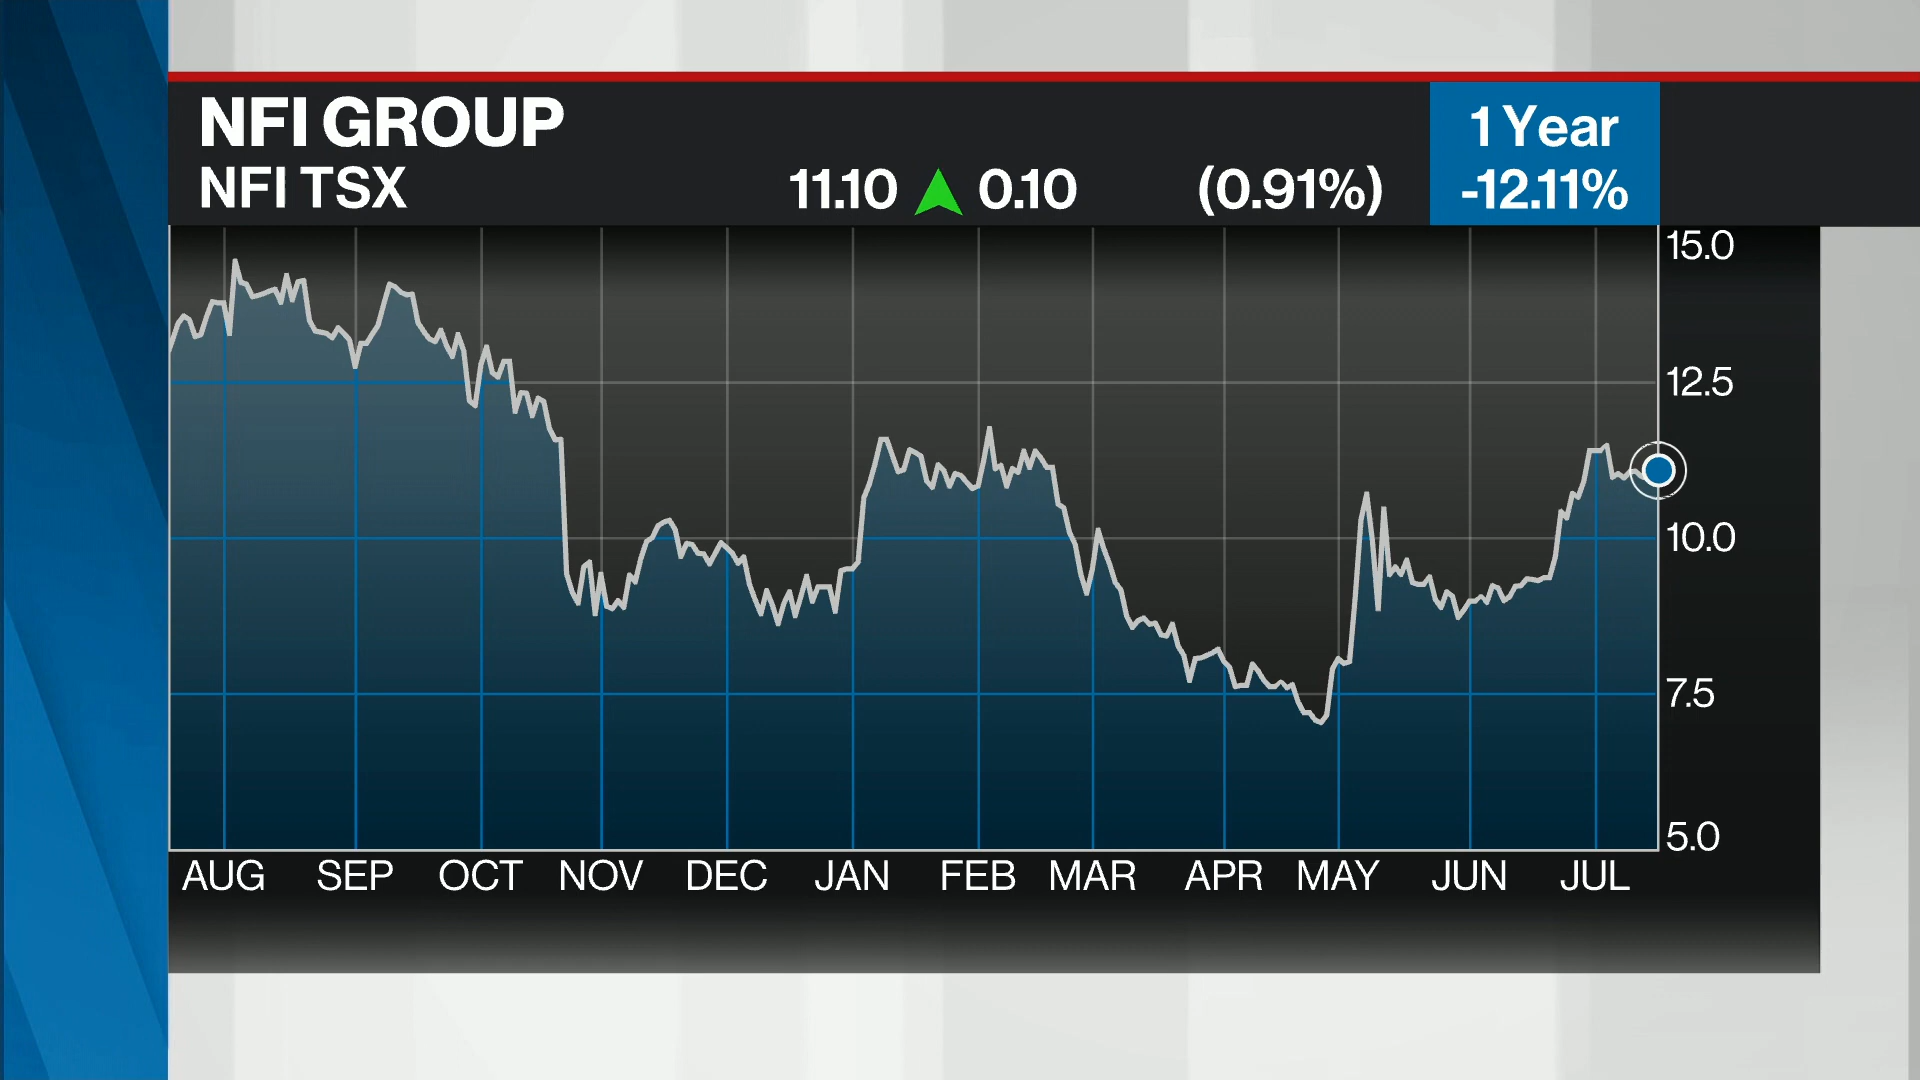 NFI GROUP
NFI TSX
11.10 ▲ 0.10 (0.91%)
1 Year
-12.11%
15.0
12.5
10.0
7.5
5.0
AUG SEP OCT NOV DEC JAN FEB MAR APR MAY JUN JUL